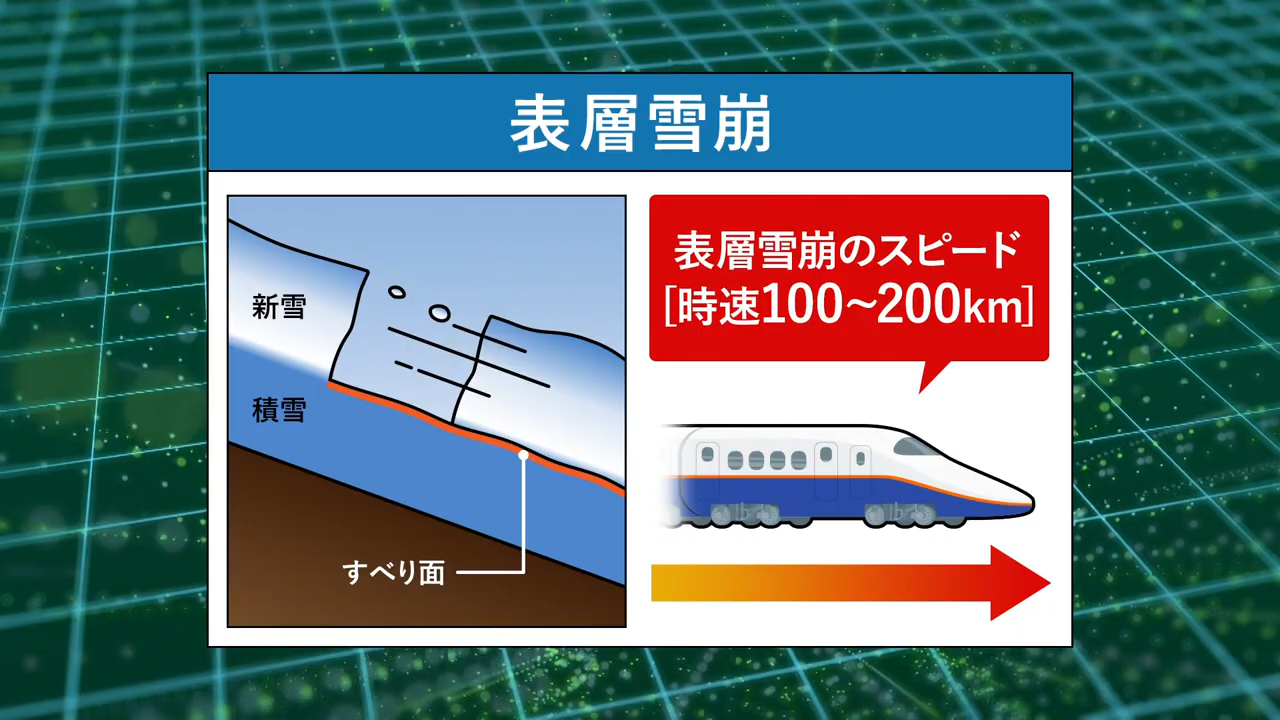 表層雪崩
新雪
積雪
すべり面
表層雪崩のスピード
[時速100~200km]